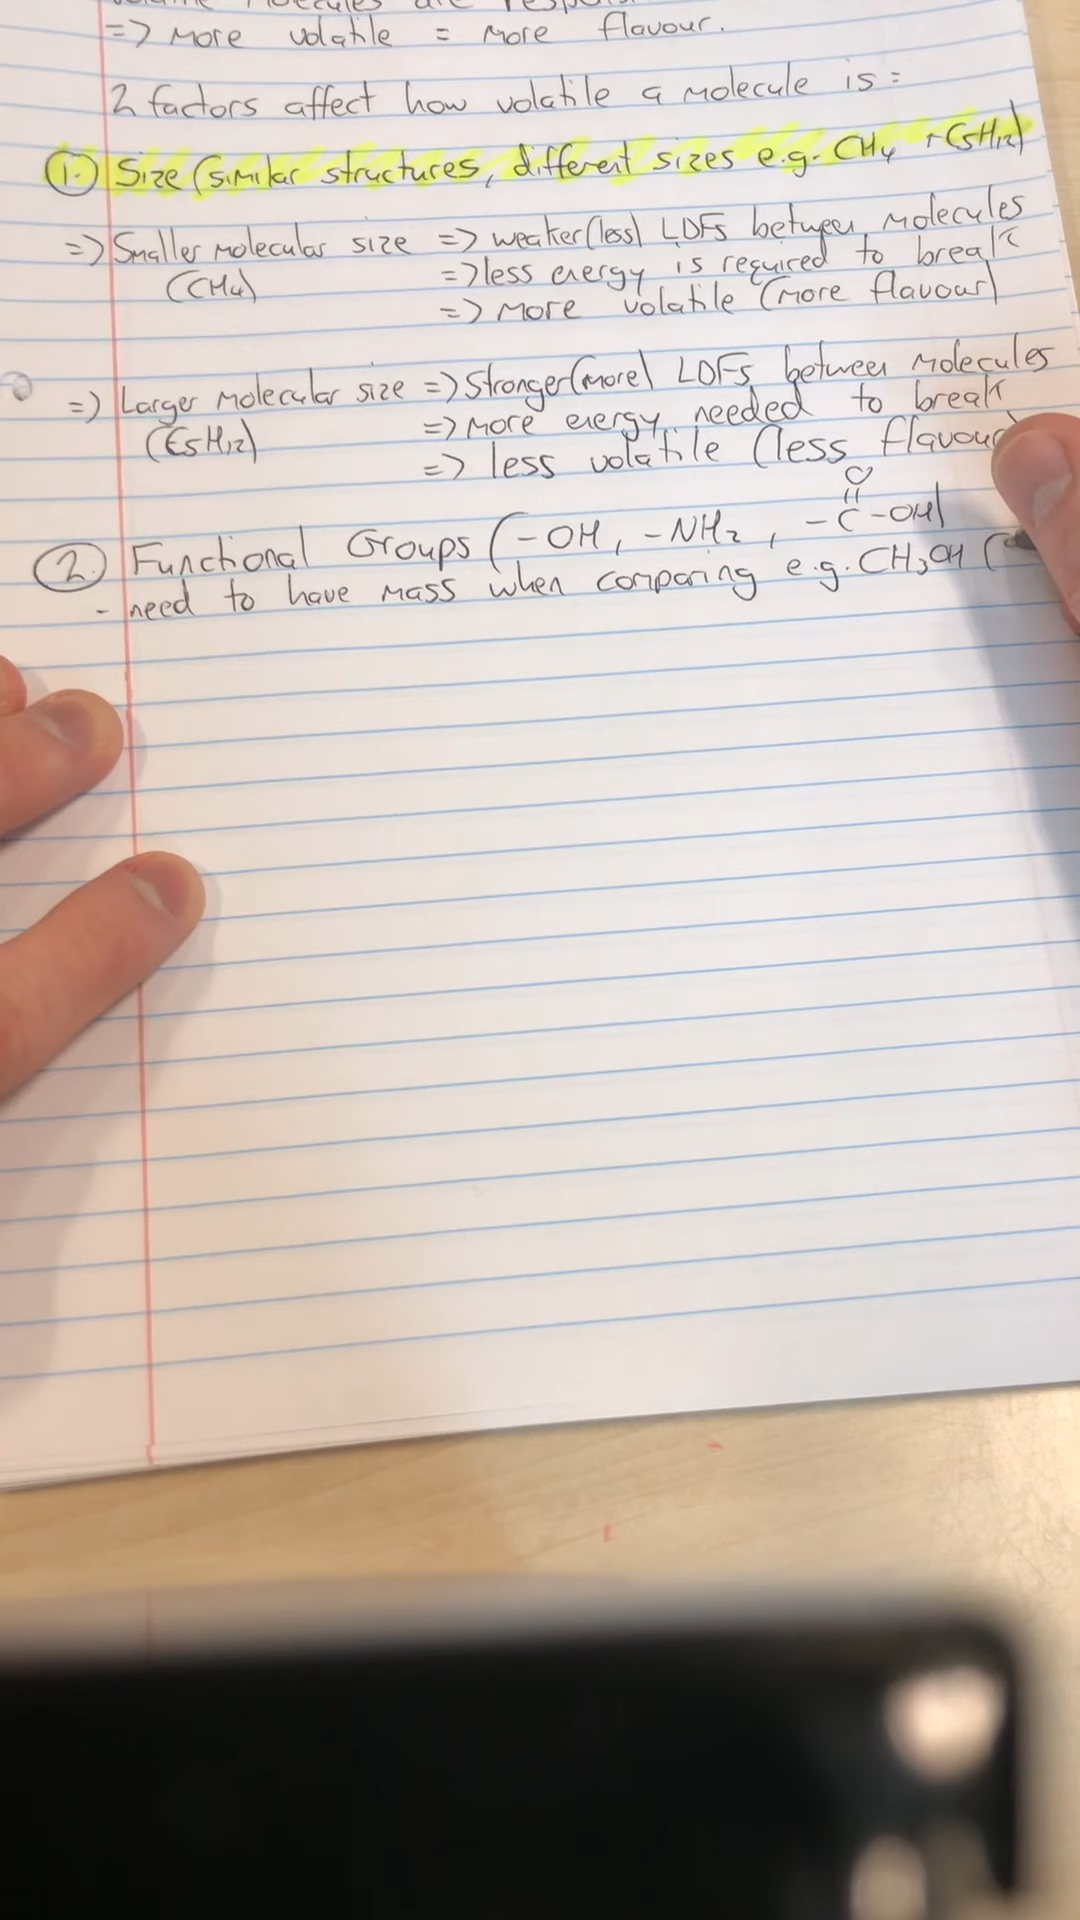 => More volatile = More flavour.
2 factors affect how volatile a molecule is:
1. Size (similar structures, different sizes e.g. CH4 + C5H12)
=> Smaller molecular size => weaker (less) LDFs between molecules
(CH4) => less energy is required to break
=> More volatile (more flavour)
=> Larger molecular size => Stronger (more) LDFs between molecules
(C5H12) => more energy needed to break
=> less volatile (less flavour)
O
||
2. Functional Groups (-OH, -NH2, -C-OH)
- need to have mass when comparing e.g. CH3OH (